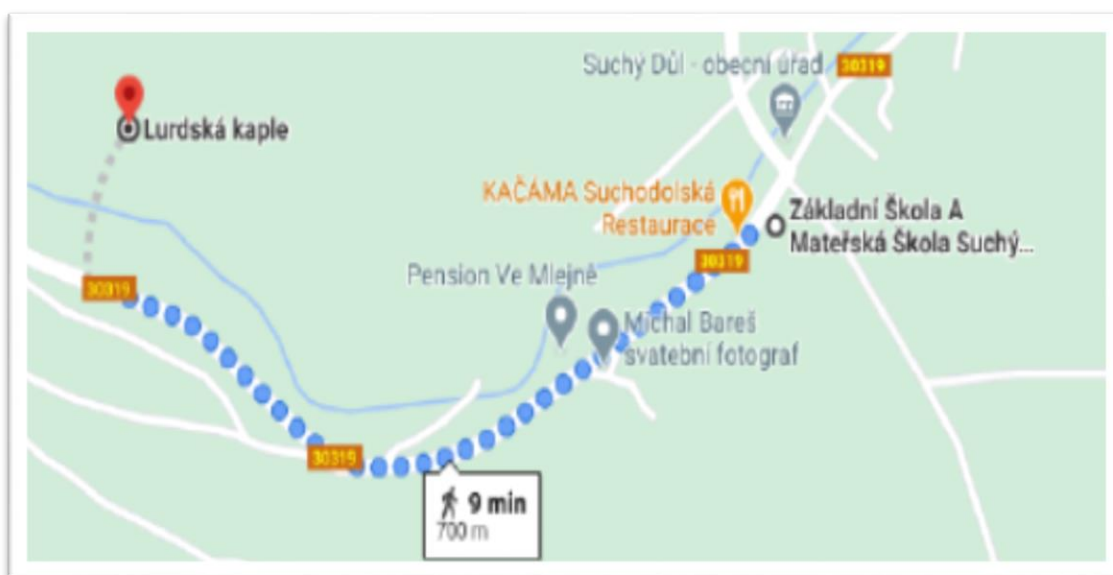 Suchý Důl - obecní úřad
30319
Lurdská kaple
KAČÁMA Suchodolská
Restaurace
Základní Škola A
Mateřská Škola Suchý...
30319
Pension Ve Mlejně
30319
Michal Bareš
svatební fotograf
30319
9 min
700 m